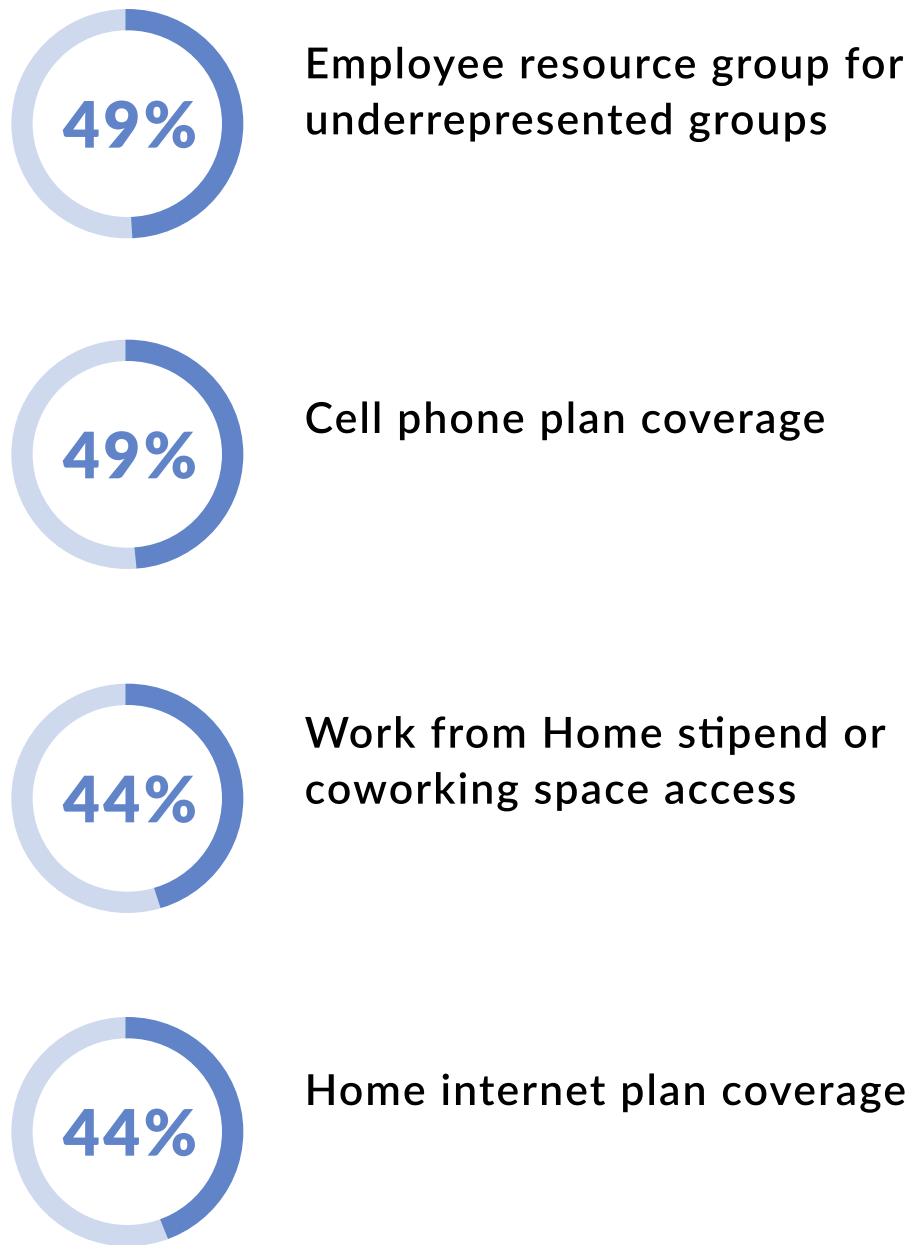 49%
Employee resource group for
underrepresented groups
49%
Cell phone plan coverage
44%
Work from Home stipend or
coworking space access
44%
Home internet plan coverage